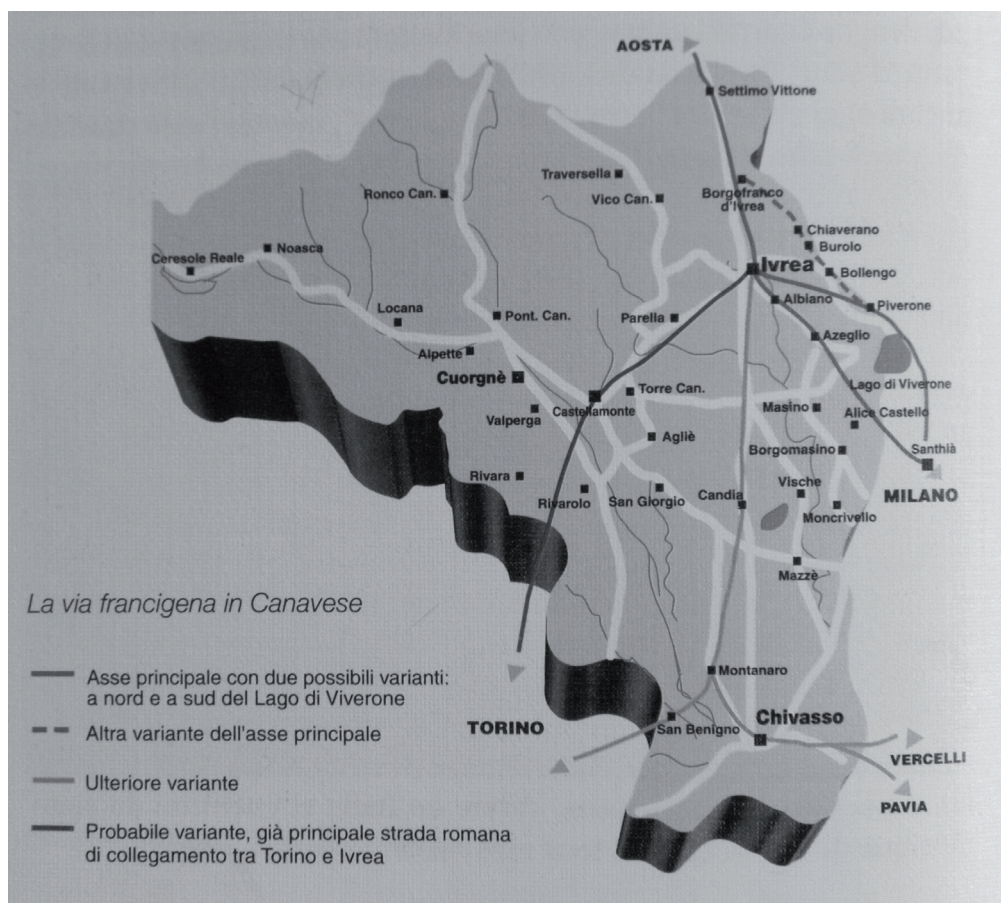 AOSTA
Settimo Vittone
Traversella
Ronco Can.
Vico Can.
Borgofranco
d'Ivrea
Chiaverano
Burolo
Noasca
Ceresole Reale
Ivrea
Bollengo
Albiano
Piverone
Locana
Pont. Can.
Parella
Azeglio
Alpette
Cuorgnè
Torre Can.
Lago di Viverone
Castellamonte
Masino
Alice Castello
Valperga
Agliè
Borgomasino
Santhià
Rivara
Rivarolo
San Giorgio
Candia
Vische
MILANO
Moncrivello
Mazzè
La via francigena in Canavese
Asse principale con due possibili varianti:
a nord e a sud del Lago di Viverone
Altra variante dell'asse principale
Ulteriore variante
Probabile variante, già principale strada romana
di collegamento tra Torino e Ivrea
Montanaro
TORINO
San Benigno
Chivasso
VERCELLI
PAVIA